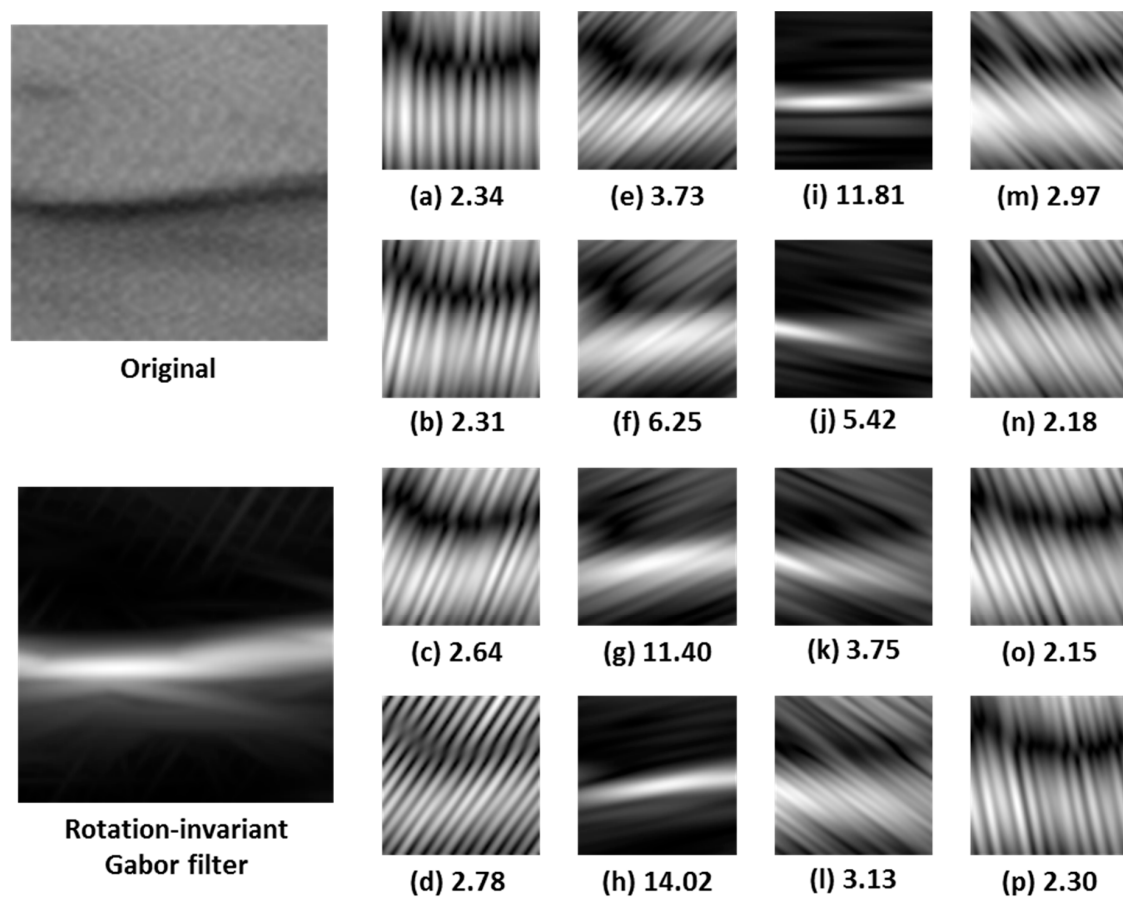 Original
Rotation-invariant
Gabor filter
(a) 2.34
(e) 3.73
(i) 11.81
(m) 2.97
(b) 2.31
(f) 6.25
(j) 5.42
(n) 2.18
(c) 2.64
(g) 11.40
(k) 3.75
(o) 2.15
(d) 2.78
(h) 14.02
(l) 3.13
(p) 2.30